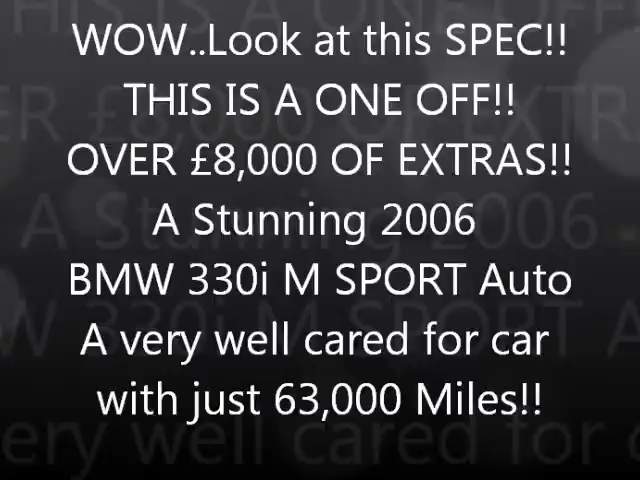 WOW..Look at this SPEC!!
THIS IS A ONE OFF!!
OVER £8,000 OF EXTRAS!!
A Stunning 2006
BMW 330i M SPORT Auto
A very well cared for car
with just 63,000 Miles!!